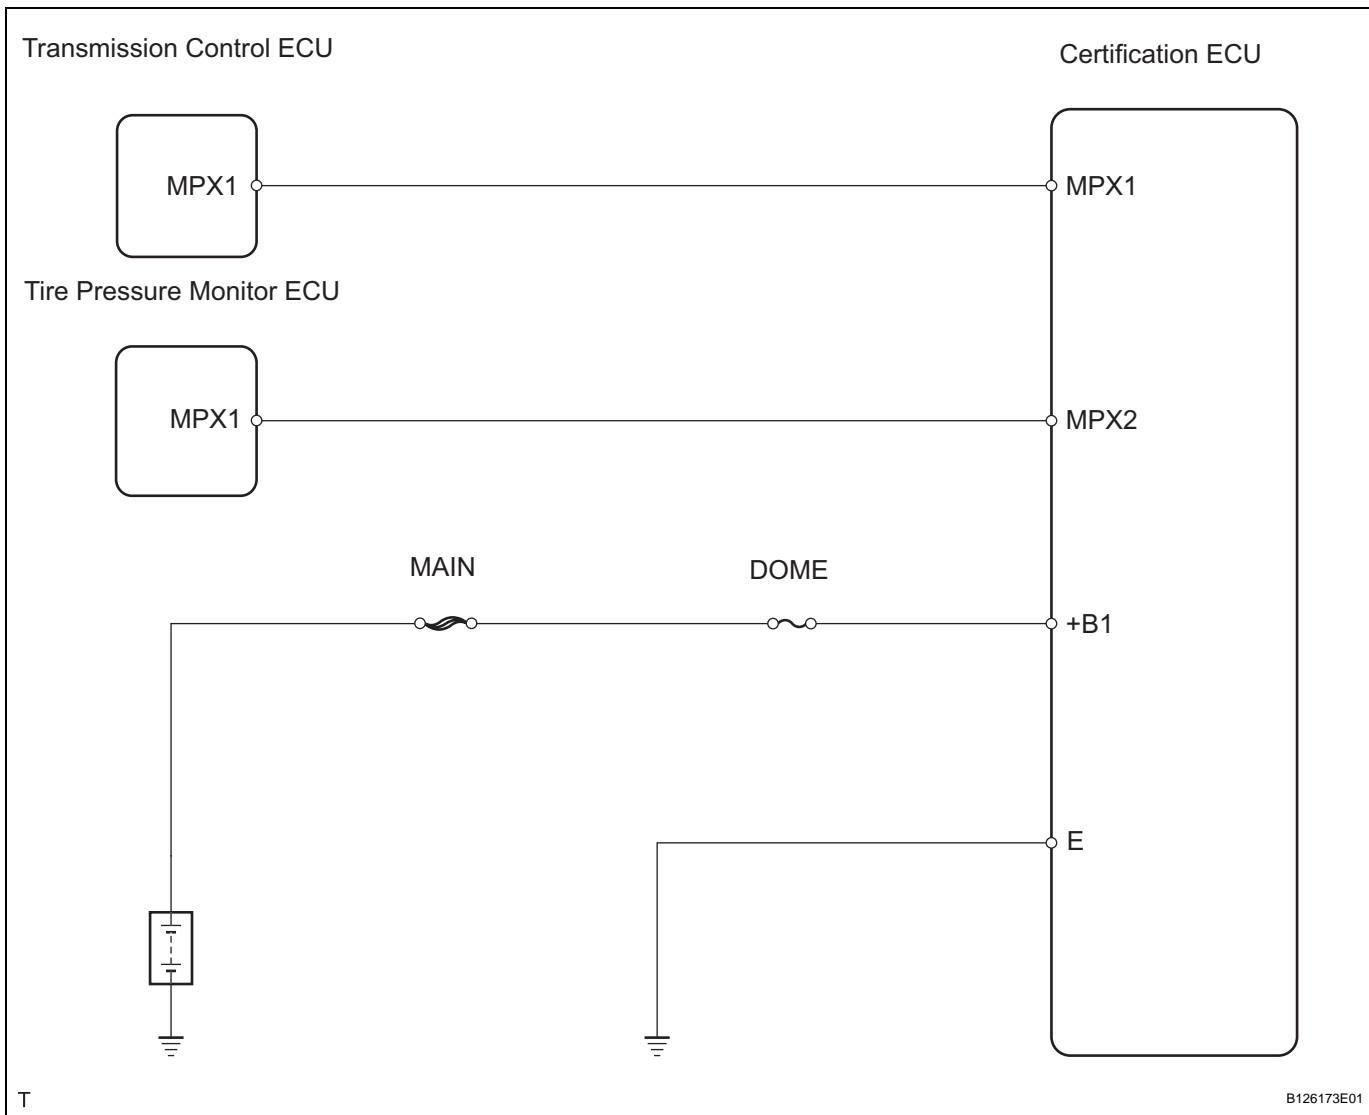 Transmission Control ECU
Certification ECU
MPX1
MPX1
Tire Pressure Monitor ECU
MPX1
MPX2
MAIN
DOME
+B1
E
T
B126173E01